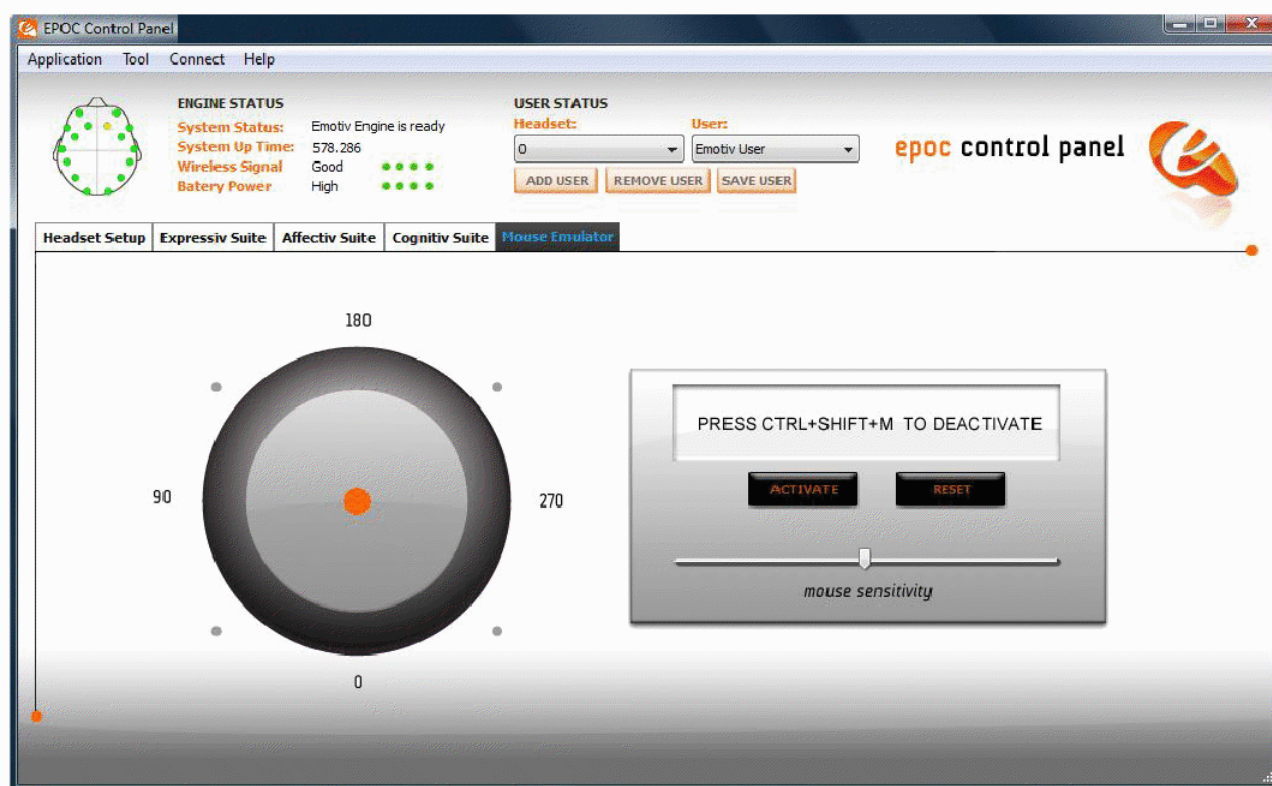 EPOC Control Panel
Application Tool Connect Help
ENGINE STATUS
System Status: Emotiv Engine is ready
System Up Time: 578.286
Wireless Signal Good
Batery Power High
USER STATUS
Headset: User:
0 Emotiv User
ADD USER REMOVE USER SAVE USER
epoc control panel
Headset Setup Expressiv Suite Affectiv Suite Cognitiv Suite Mouse Emulator
180
90
270
0
PRESS CTRL+SHIFT+M TO DEACTIVATE
ACTIVATE RESET
mouse sensitivity